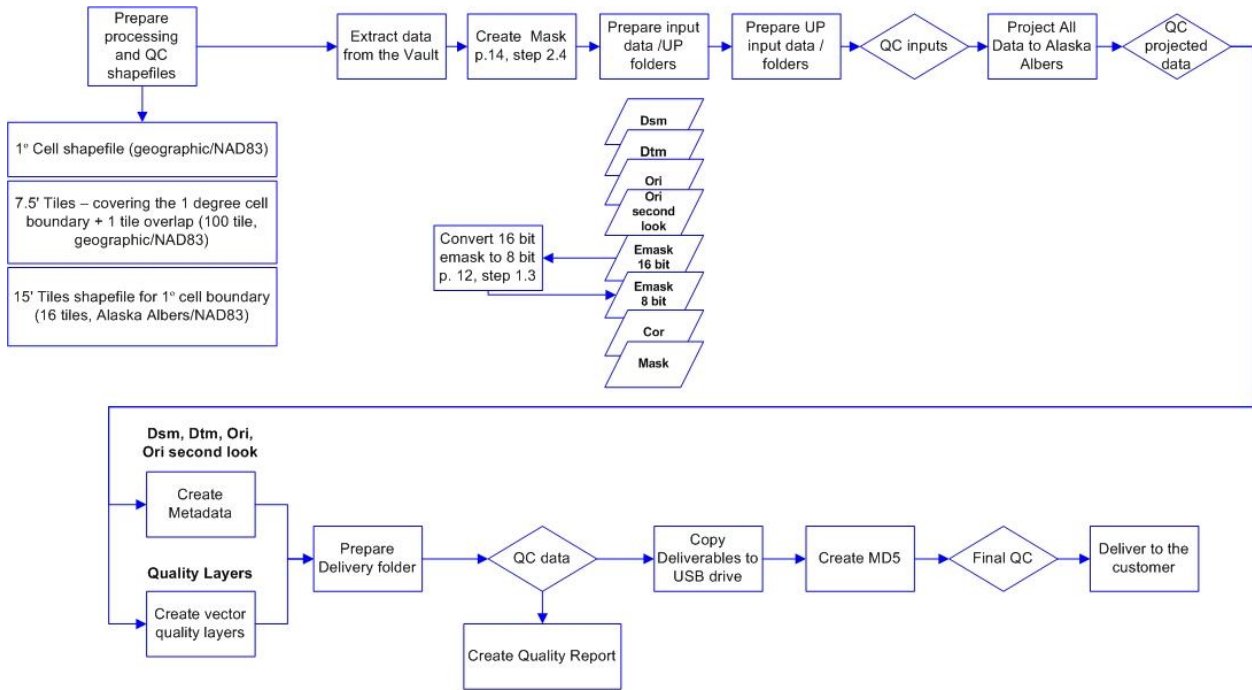 Prepare
processing
and QC
shapefiles
Extract data
from the Vault
Create Mask
p.14, step 2.4
Prepare input
data /UP
folders
Prepare UP
input data /
folders
QC inputs
Project All
Data to Alaska
Albers
QC
projected
data
1° Cell shapefile (geographic/NAD83)
7.5' Tiles – covering the 1 degree cell
boundary + 1 tile overlap (100 tile,
geographic/NAD83)
15' Tiles shapefile for 1° cell boundary
(16 tiles, Alaska Albers/NAD83)
Dsm
Dtm
Ori
Ori
second
look
Convert 16 bit
emask to 8 bit
p. 12, step 1.3
Emask
16 bit
Emask
8 bit
Cor
Mask
Dsm, Dtm, Ori,
Ori second look
Create
Metadata
Quality Layers
Create vector
quality layers
Prepare
Delivery folder
QC data
Create Quality Report
Copy
Deliverables to
USB drive
Create MD5
Final QC
Deliver to the
customer